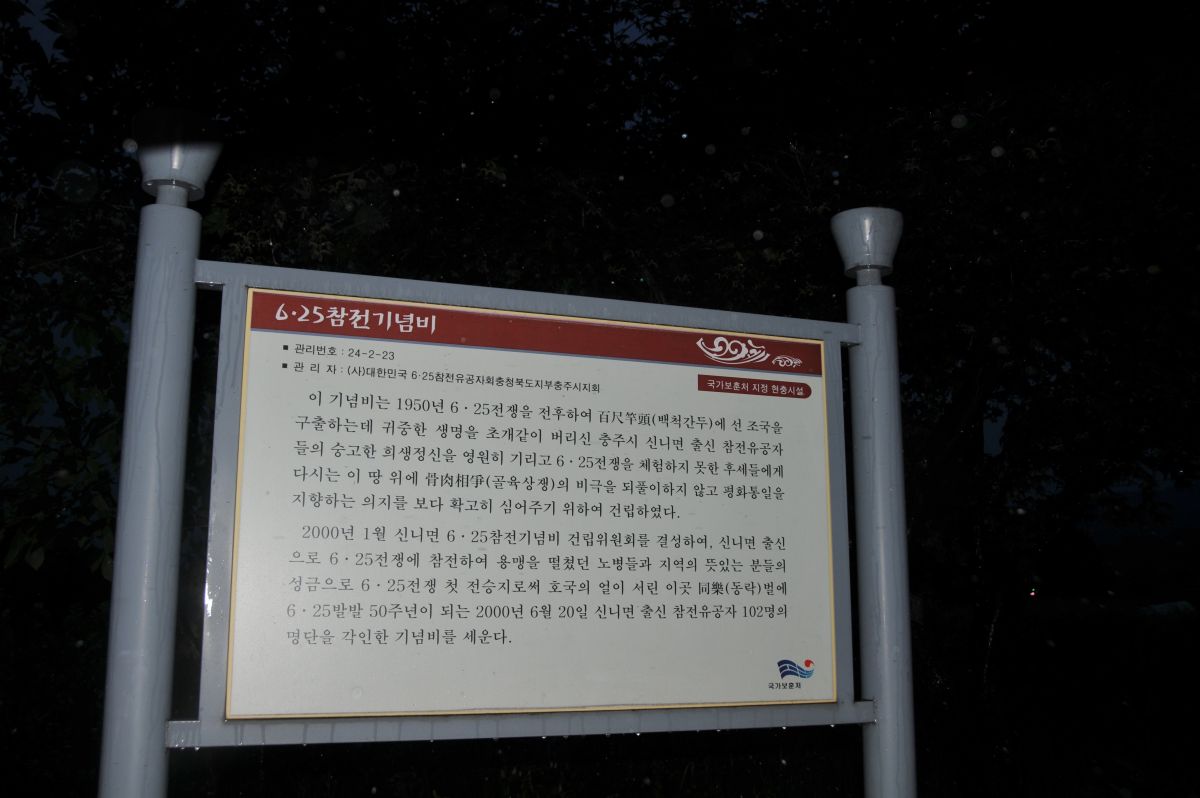 6·25참전기념비
▪ 관리번호 : 24-2-23
▪ 관 리 자 : (사)대한민국 6·25참전유공자회충청북도지부충주시지회
국가보훈처 지정 현충시설
이 기념비는 1950년 6·25전쟁을 전후하여 百尺竿頭(백척간두)에 선 조국을
구출하는데 귀중한 생명을 초개같이 버리신 충주시 신니면 출신 참전유공자
들의 숭고한 희생정신을 영원히 기리고 6·25전쟁을 체험하지 못한 후세들에게
다시는 이 땅 위에 骨肉相爭(골육상쟁)의 비극을 되풀이하지 않고 평화통일을
지향하는 의지를 보다 확고히 심어주기 위하여 건립하였다.
2000년 1월 신니면 6·25참전기념비 건립위원회를 결성하여, 신니면 출신
으로 6·25전쟁에 참전하여 용맹을 떨쳤던 노병들과 지역의 뜻있는 분들의
성금으로 6·25전쟁 첫 전승지로써 호국의 얼이 서린 이곳 同樂(동락)벌에
6·25발발 50주년이 되는 2000년 6월 20일 신니면 출신 참전유공자 102명의
명단을 각인한 기념비를 세운다.
국가보훈처